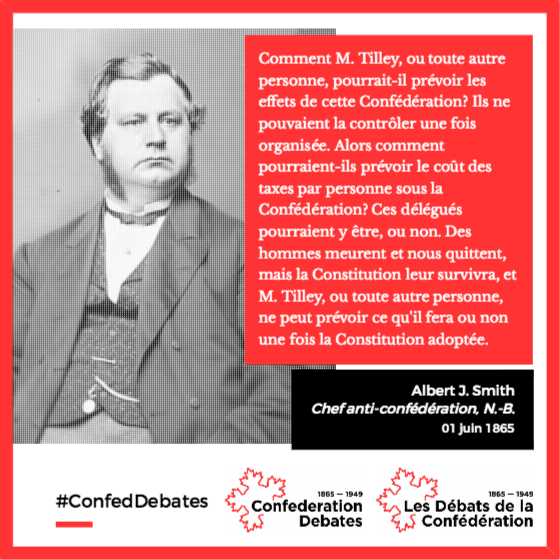 Comment M. Tilley, ou toute autre
personne, pourrait-il prévoir les
effets de cette Confédération? Ils ne
pouvaient la contrôler une fois
organisée. Alors comment
pourraient-ils prévoir le coût des
taxes par personne sous la
Confédération? Ces délégués
pourraient y être, ou non. Des
hommes meurent et nous quittent,
mais la Constitution leur survivra, et
M. Tilley, ou toute autre personne,
ne peut prévoir ce qu'il fera ou non
une fois la Constitution adoptée.
Albert J. Smith
Chef anti-confédération, N.-B.
01 juin 1865
#ConfedDebates
1865 — 1949
Confederation
Debates
1865 — 1949
Les Débats de la
Confédération